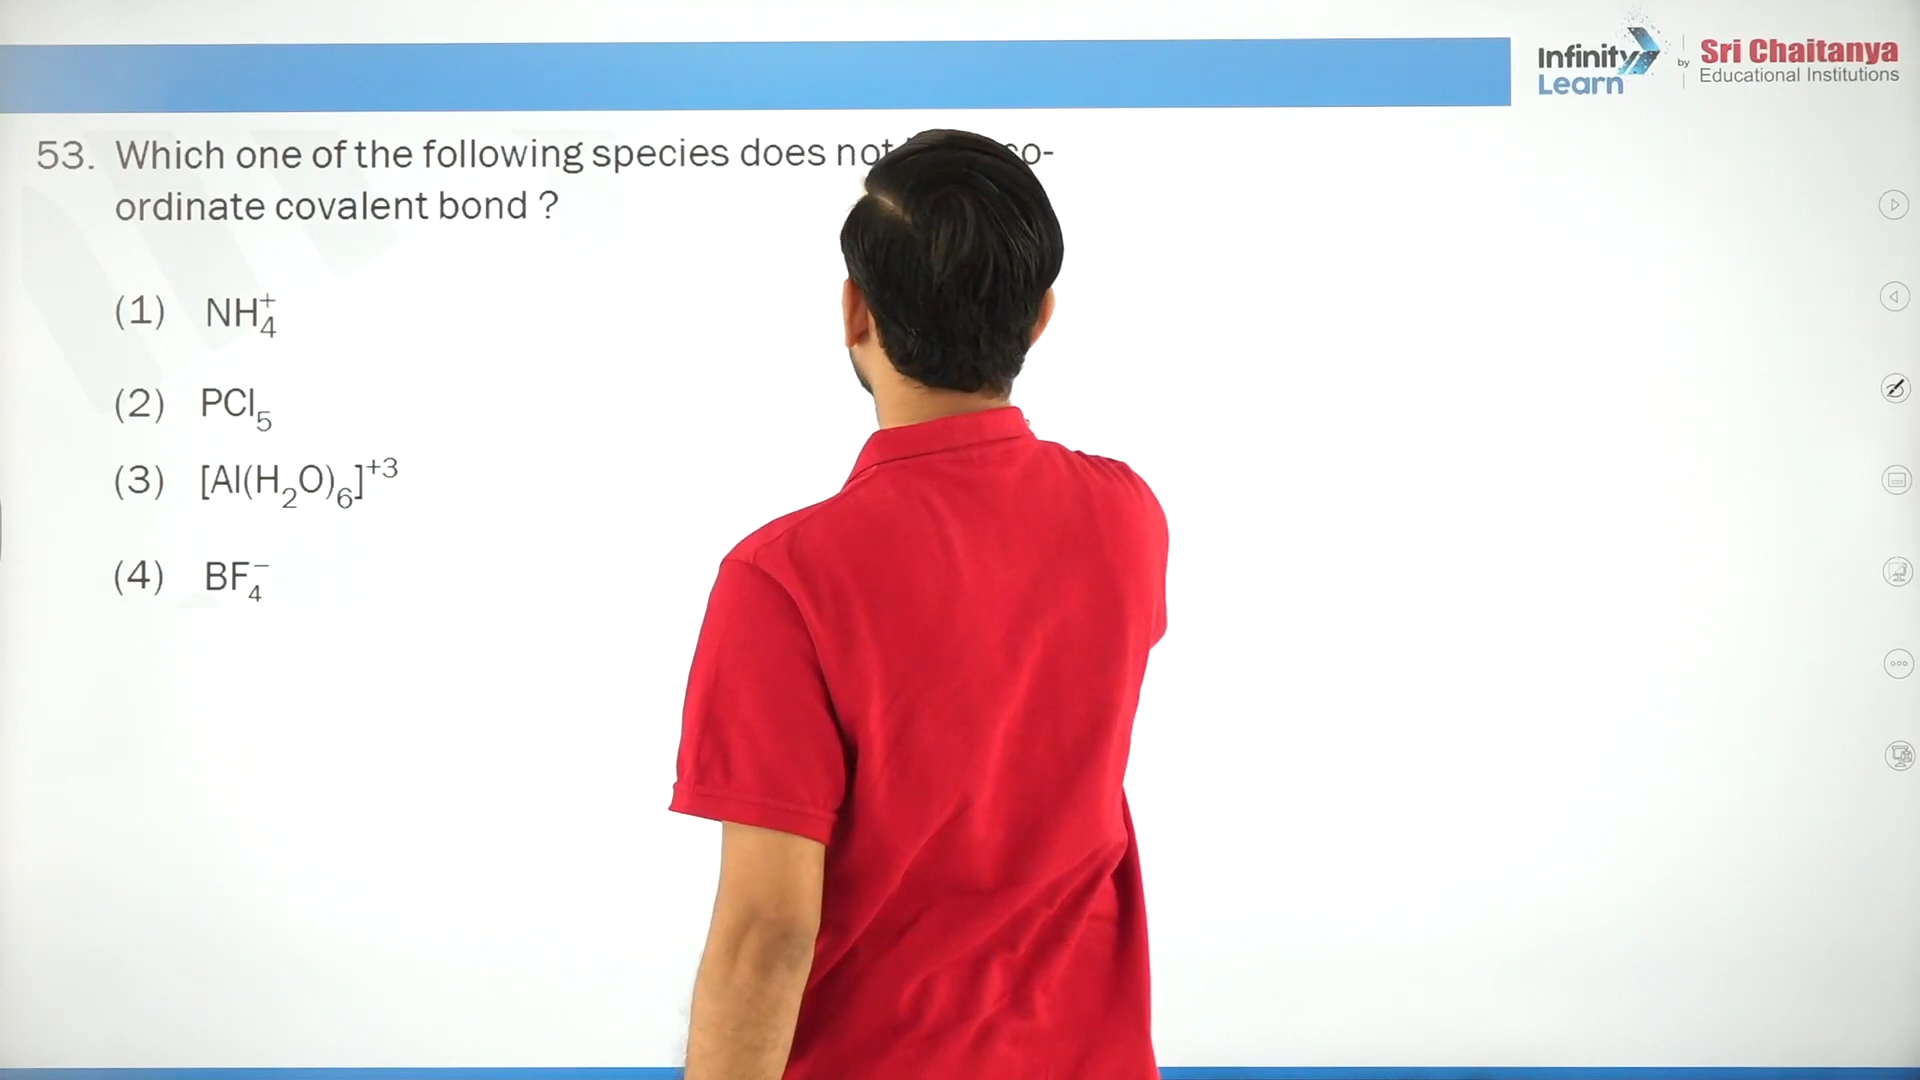 Infinity Learn by Sri Chaitanya Educational Institutions
53. Which one of the following species does not co-
ordinate covalent bond ?
(1) NH₄⁺
(2) PCl₅
(3) [Al(H₂O)₆]⁺³
(4) BF₄⁻